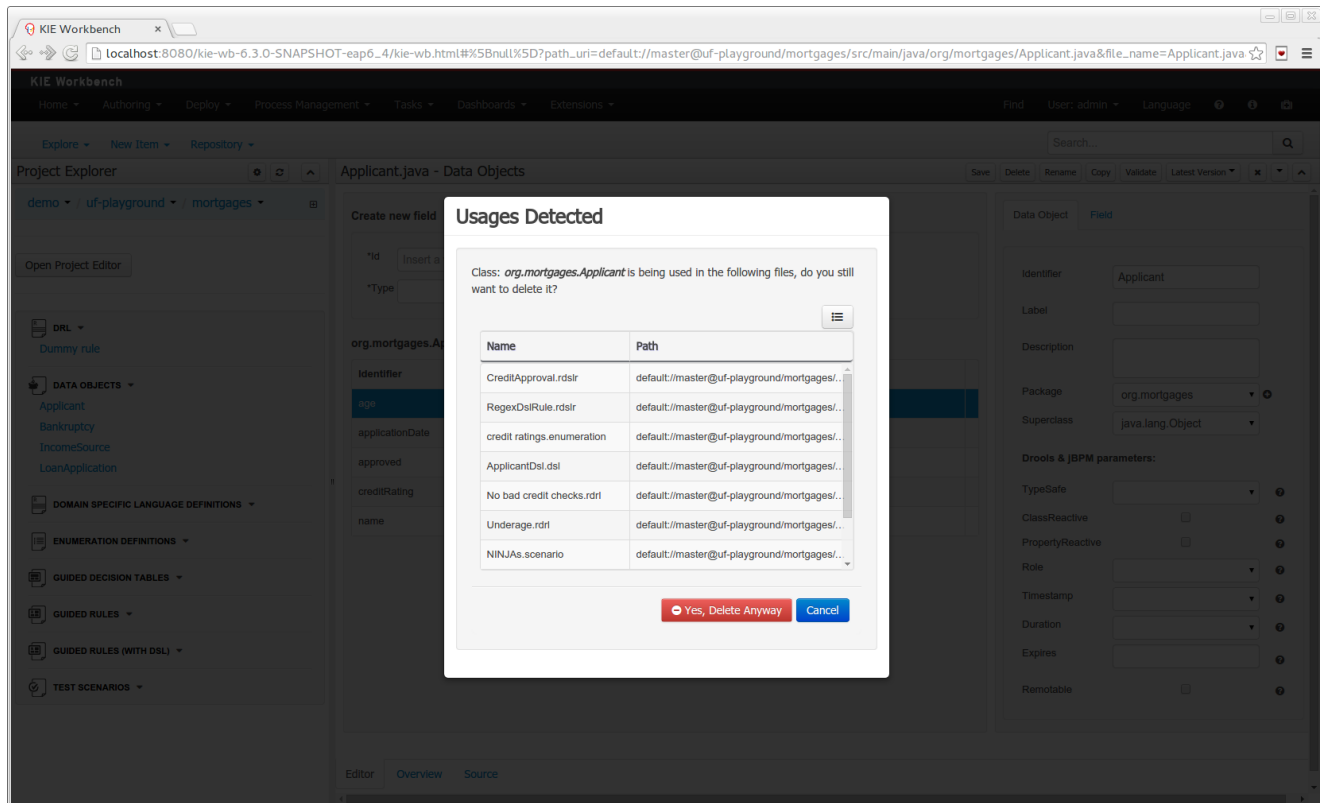 KIE Workbench
localhost:8080/kie-wb-6.3.0-SNAPSHOT-eap6_4/kie-wb.html#%5Bnull%5D?path_uri=default://master@uf-playground/mortgages/src/main/java/org/mortgages/Applicant.java&file_name=Applicant.java
KIE Workbench
Home Authoring Deploy Process Management Tasks Dashboards Extensions Find User: admin Language
Explore New Item Repository Search...
Project Explorer
Applicant.java - Data Objects Save Delete Rename Copy Validate Latest Version
demo / uf-playground / mortgages
Open Project Editor
DRL
Dummy rule
DATA OBJECTS
Applicant
Bankruptcy
IncomeSource
LoanApplication
DOMAIN SPECIFIC LANGUAGE DEFINITIONS
ENUMERATION DEFINITIONS
GUIDED DECISION TABLES
GUIDED RULES
GUIDED RULES (WITH DSL)
TEST SCENARIOS
Create new field
*Id Insert a
*Type
org.mortgages.Ap
Identifier
age
applicationDate
approved
creditRating
name
Usages Detected
Class: org.mortgages.Applicant is being used in the following files, do you still
want to delete it?
Name Path
CreditApproval.rdslr default://master@uf-playground/mortgages/...
RegexDslRule.rdslr default://master@uf-playground/mortgages/...
credit ratings.enumeration default://master@uf-playground/mortgages/...
ApplicantDsl.dsl default://master@uf-playground/mortgages/...
No bad credit checks.rdrl default://master@uf-playground/mortgages/...
Underage.rdrl default://master@uf-playground/mortgages/...
NINJAs.scenario default://master@uf-playground/mortgages/...
Yes, Delete Anyway Cancel
Data Object Field
Identifier Applicant
Label
Description
Package org.mortgages
Superclass java.lang.Object
Drools & jBPM parameters:
TypeSafe
ClassReactive
PropertyReactive
Role
Timestamp
Duration
Expires
Remotable
Editor Overview Source